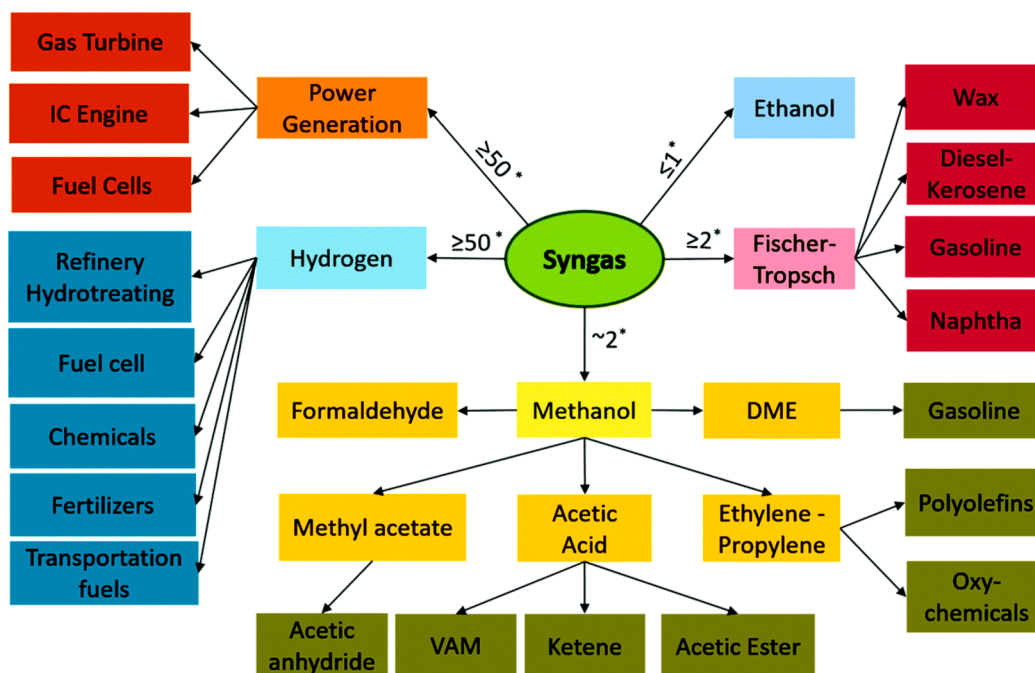 Gas Turbine
IC Engine
Fuel Cells
Power
Generation
≥50 *
≤1*
Ethanol
Wax
Diesel-
Kerosene
Gasoline
Naphtha
Refinery
Hydrotreating
Fuel cell
Chemicals
Fertilizers
Transportation
fuels
Hydrogen
≥50 *
Syngas
≥2*
Fischer-
Tropsch
~2*
Formaldehyde
Methanol
DME
Gasoline
Methyl acetate
Acetic
Acid
Ethylene -
Propylene
Polyolefins
Oxy-
chemicals
Acetic
anhydride
VAM
Ketene
Acetic Ester